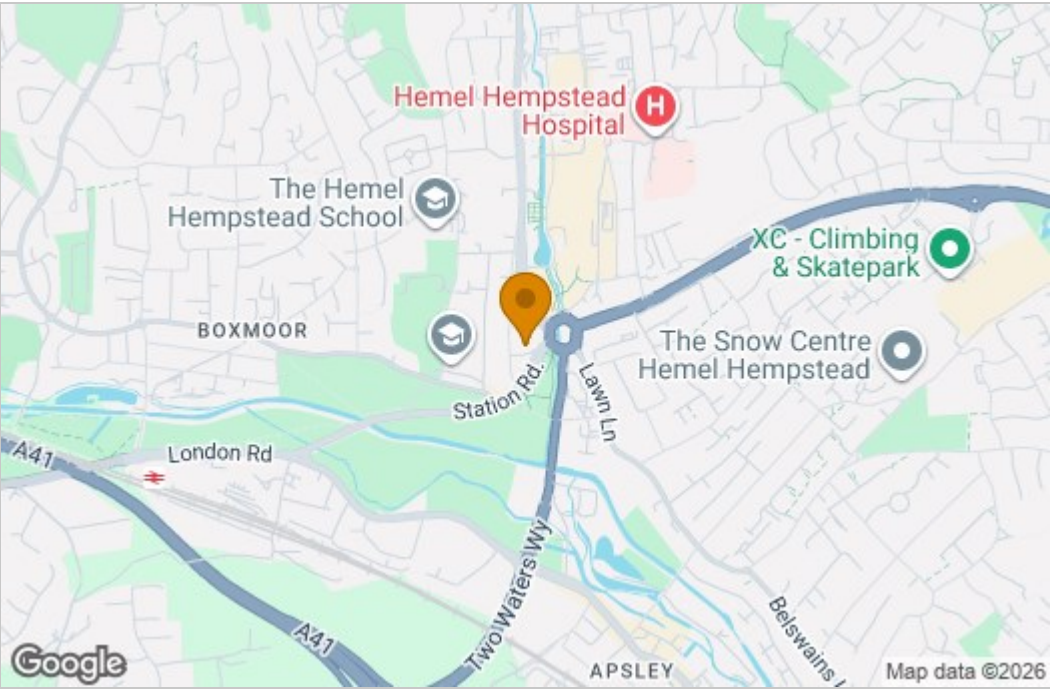 Hemel Hempstead
Hospital
H
The Hemel
Hempstead School
XC - Climbing
& Skatepark
BOXMOOR
The Snow Centre
Hemel Hempstead
Station Rd.
Lawn Ln
London Rd
A41
Two Waters Wy
A41
Belswains
APSLEY
Google
Map data ©2026